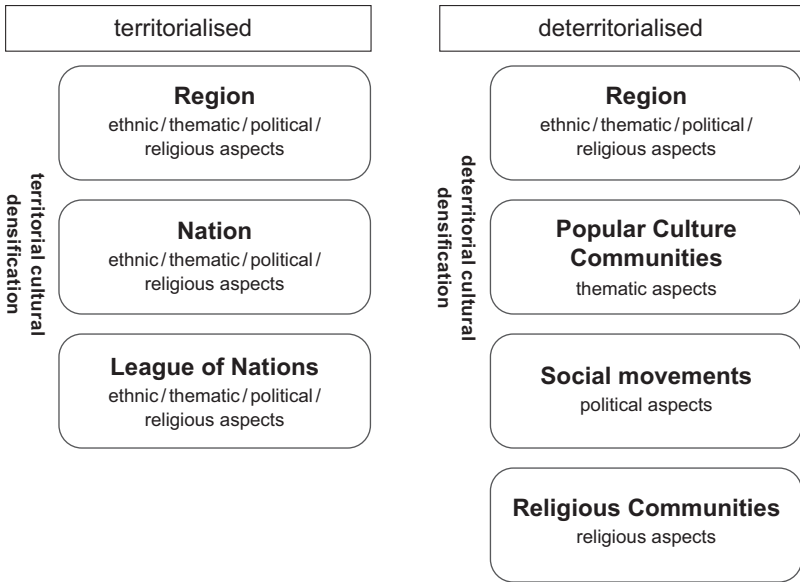 territorialised
territorial cultural
densification
Region
ethnic / thematic / political /
religious aspects
Nation
ethnic / thematic / political /
religious aspects
League of Nations
ethnic / thematic / political /
religious aspects
deterritorialised
deterritorial cultural
densification
Region
ethnic / thematic / political /
religious aspects
Popular Culture
Communities
thematic aspects
Social movements
political aspects
Religious Communities
religious aspects